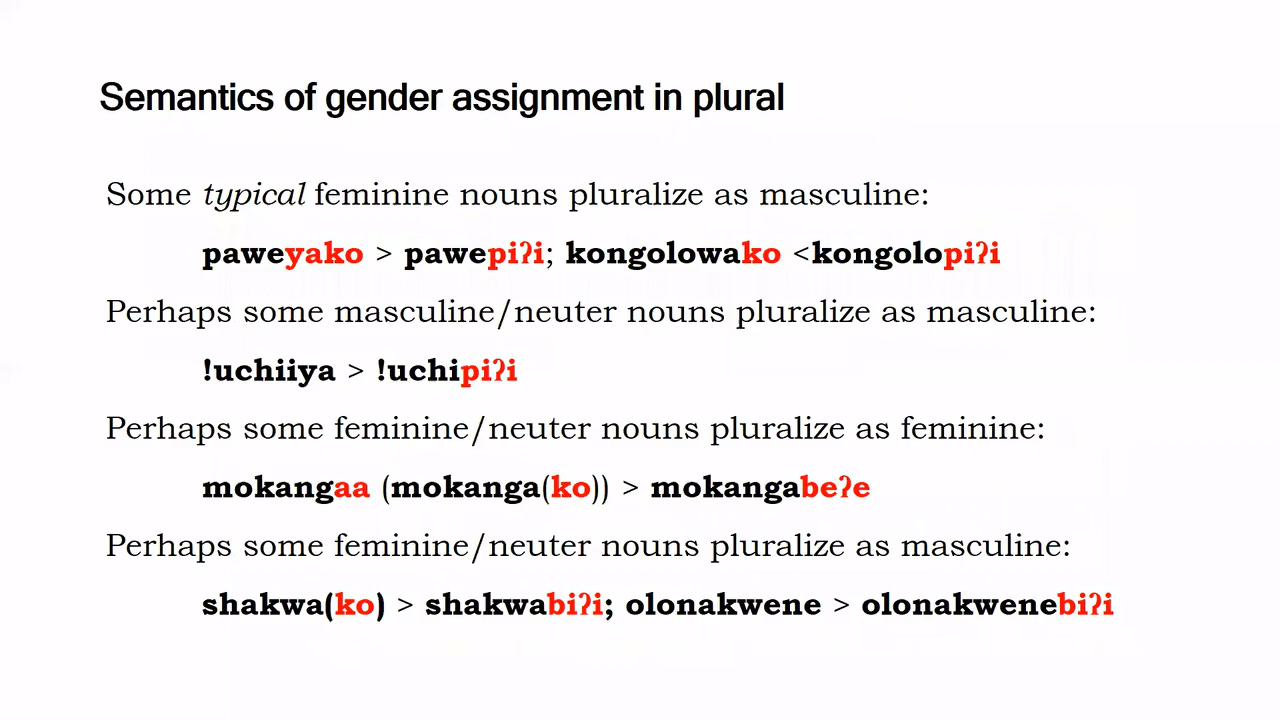 Semantics of gender assignment in plural
Some typical feminine nouns pluralize as masculine:
paweyako > pawepiʔi; kongolowako <kongolopiʔi
Perhaps some masculine/neuter nouns pluralize as masculine:
!uchiiya > !uchipiʔi
Perhaps some feminine/neuter nouns pluralize as feminine:
mokangaa (mokanga(ko)) > mokangabeʔe
Perhaps some feminine/neuter nouns pluralize as masculine:
shakwa(ko) > shakwabiʔi; olonakwene > olonakwenebiʔi